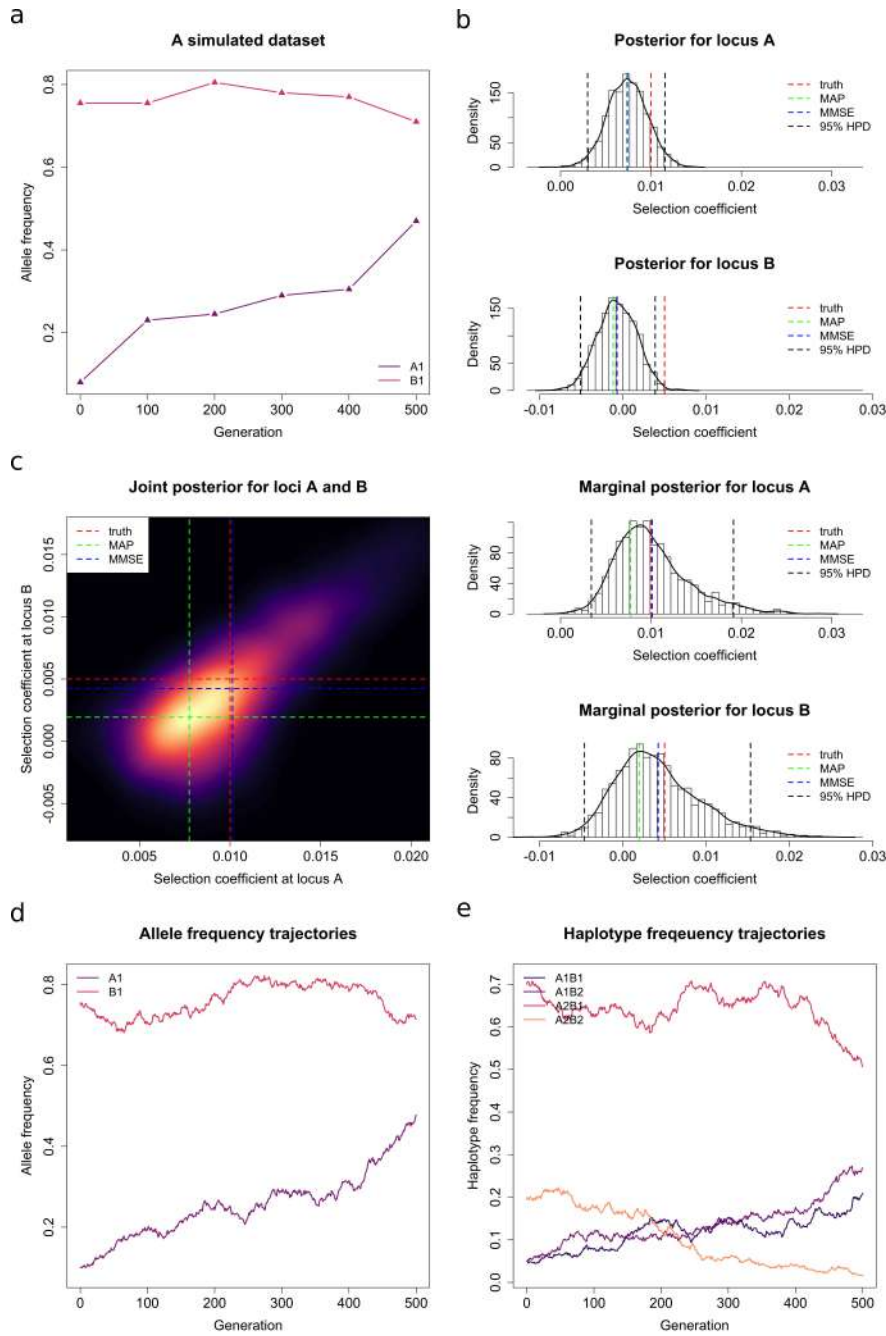 a
A simulated dataset
Allele frequency
0.8
0.6
0.4
0.2
0 100 200 300 400 500
Generation
A1
B1
b
Posterior for locus A
Density
150
50
0
0.00 0.01 0.02 0.03
Selection coefficient
truth
MAP
MMSE
95% HPD
Posterior for locus B
Density
150
50
0
-0.01 0.00 0.01 0.02 0.03
Selection coefficient
truth
MAP
MMSE
95% HPD
c
Joint posterior for loci A and B
Selection coefficient at locus B
0.015
0.010
0.005
0.000
-0.005
0.005 0.010 0.015 0.020
Selection coefficient at locus A
truth
MAP
MMSE
Marginal posterior for locus A
Density
80
40
0
0.00 0.01 0.02 0.03
Selection coefficient
truth
MAP
MMSE
95% HPD
Marginal posterior for locus B
Density
80
40
0
-0.01 0.00 0.01 0.02 0.03
Selection coefficient
truth
MAP
MMSE
95% HPD
d
Allele frequency trajectories
Allele frequency
0.8
0.6
0.4
0.2
0 100 200 300 400 500
Generation
A1
B1
e
Haplotype freqeuency trajectories
Haplotype frequency
0.7
0.6
0.5
0.4
0.3
0.2
0.1
0.0
0 100 200 300 400 500
Generation
A1B1
A1B2
A2B1
A2B2